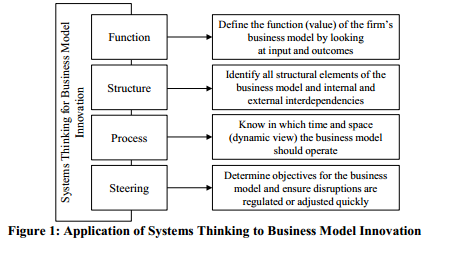 Systems Thinking for Business Model
Innovation
Function
Define the function (value) of the firm's
business model by looking
at input and outcomes
Structure
Identify all structural elements of the
business model and internal and
external interdependencies
Process
Know in which time and space
(dynamic view) the business model
should operate
Steering
Determine objectives for the business
model and ensure disruptions are
regulated or adjusted quickly
Figure 1: Application of Systems Thinking to Business Model Innovation